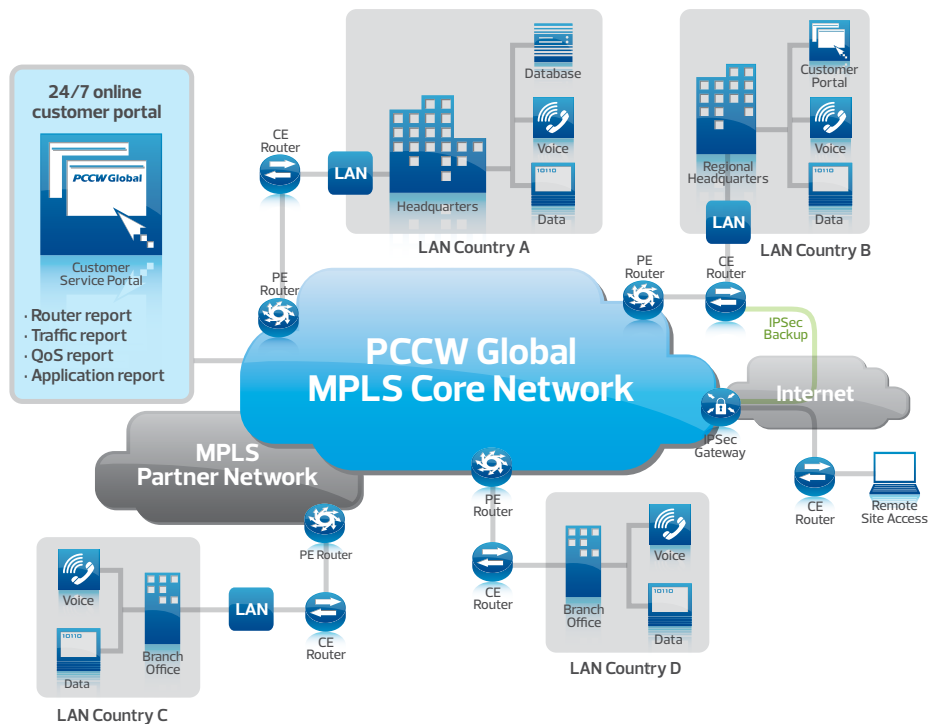 24/7 online
customer portal
PCCW Global
Customer
Service Portal
· Router report
· Traffic report
· QoS report
· Application report
CE
Router
LAN
Headquarters
Database
Voice
10110
Data
LAN Country A
Customer
Portal
Regional
Headquarters
Voice
10110
Data
LAN
LAN Country B
PE
Router
PE
Router
CE
Router
IPSec
Backup
PCCW Global
MPLS Core Network
Internet
IPSec
Gateway
CE
Router
Remote
Site Access
MPLS
Partner Network
PE Router
PE
Router
CE
Router
Voice
10110
Data
Branch
Office
LAN
CE
Router
LAN Country C
Branch
Office
Voice
10110
Data
LAN Country D